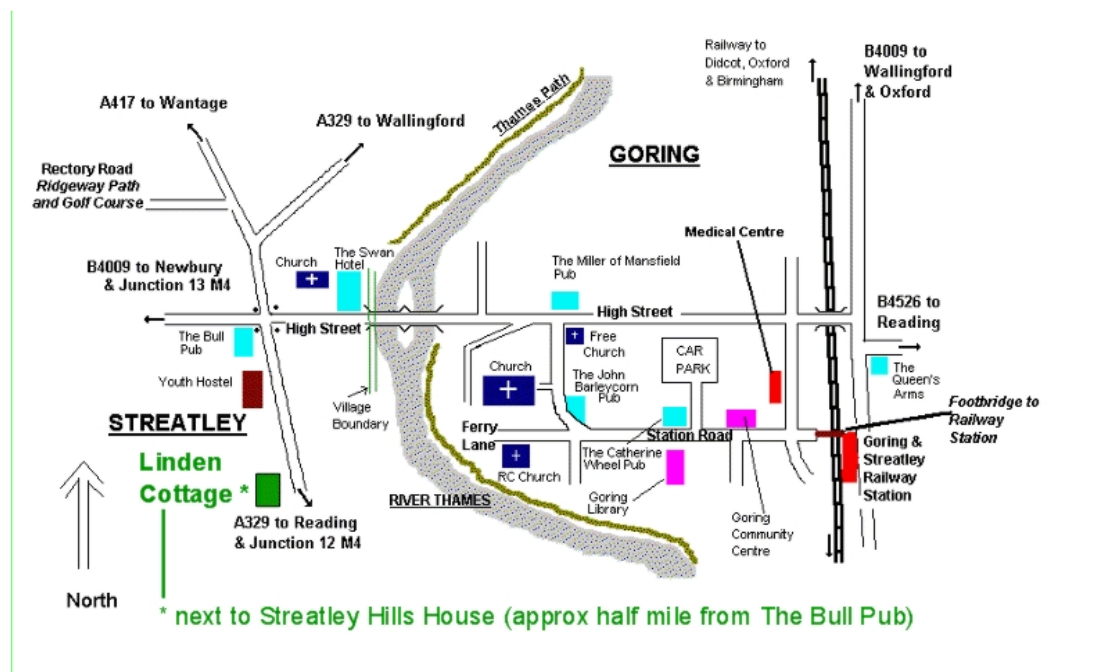 Railway to
Didcot, Oxford
& Birmingham
B4009 to
Wallingford
& Oxford
A417 to Wantage
A329 to Wallingford
Thames Path
GORING
Rectory Road
Ridgeway Path
and Golf Course
Medical Centre
The Swan
Hotel
Church
The Miller of Mansfield
Pub
B4009 to Newbury
& Junction 13 M4
B4526 to
Reading
High Street
High Street
The Bull
Pub
Free
Church
CAR
PARK
Church
The John
Barleycorn
Pub
The
Queen's
Arms
Youth Hostel
Village
Boundary
Footbridge to
Railway
Station
STREATLEY
Ferry
Lane
Station Road
Goring &
Streatley
Railway
Station
The Catherine
Wheel Pub
RC Church
Linden
Cottage *
RIVER THAMES
Goring
Library
Goring
Community
Centre
A329 to Reading
& Junction 12 M4
North
* next to Streatley Hills House (approx half mile from The Bull Pub)